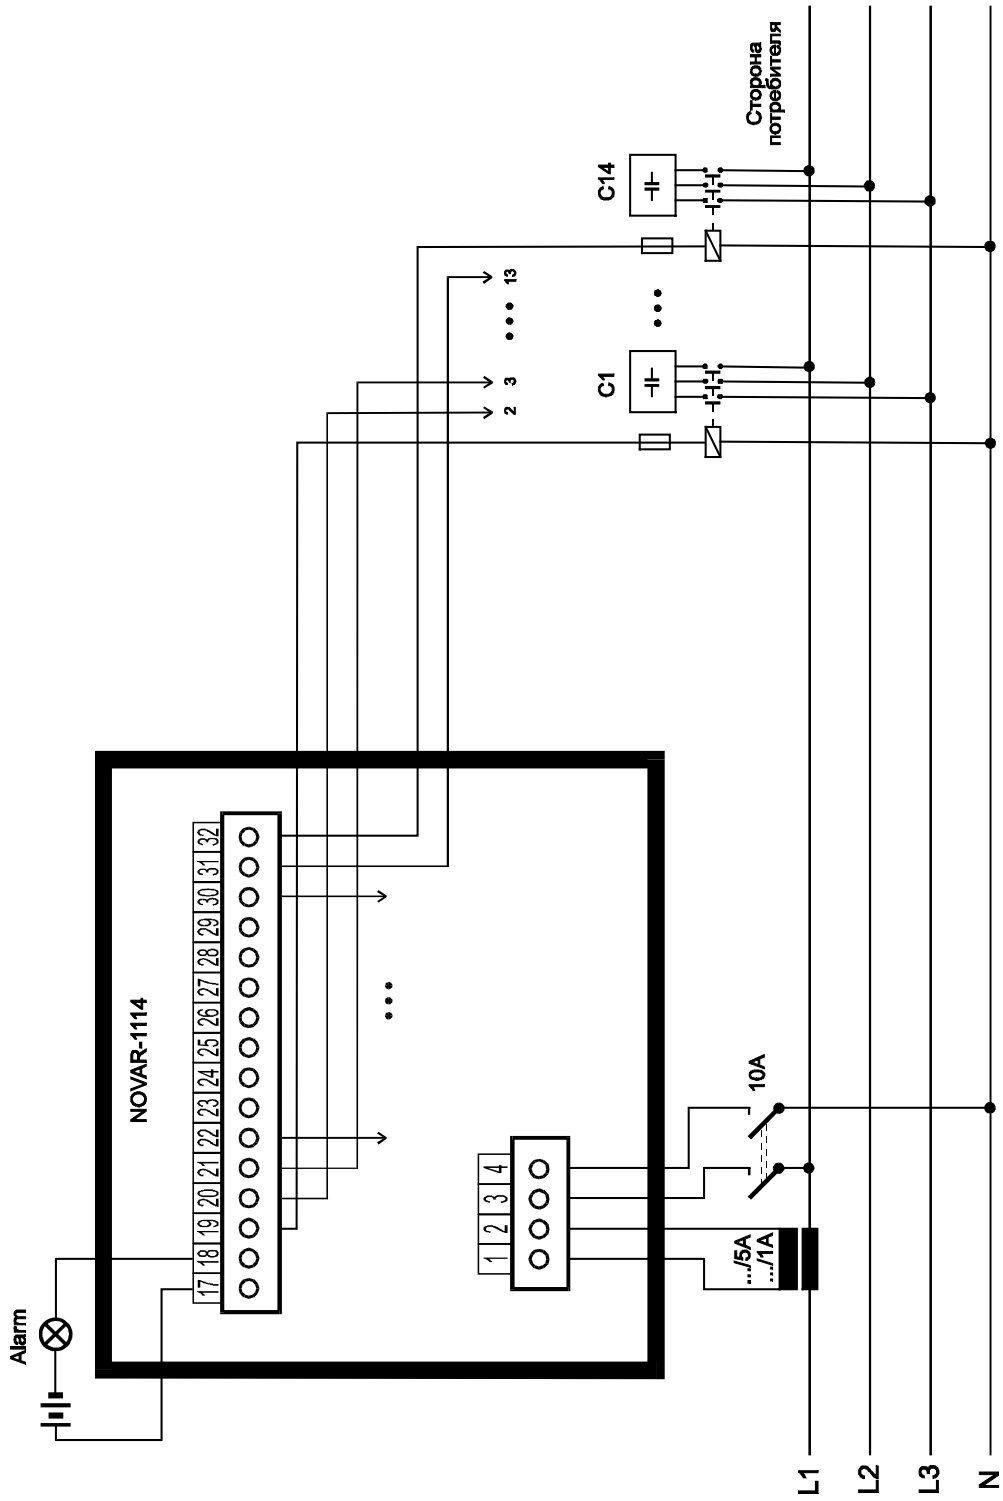 Alarm
NOVAR-1114
17 18 19 20 21 22 23 24 25 26 27 28 29 30 31 32
1 2 3 4
.../5A
.../1A
10A
2 3 13
C1
C14
Сторона
потребителя
L1
L2
L3
N